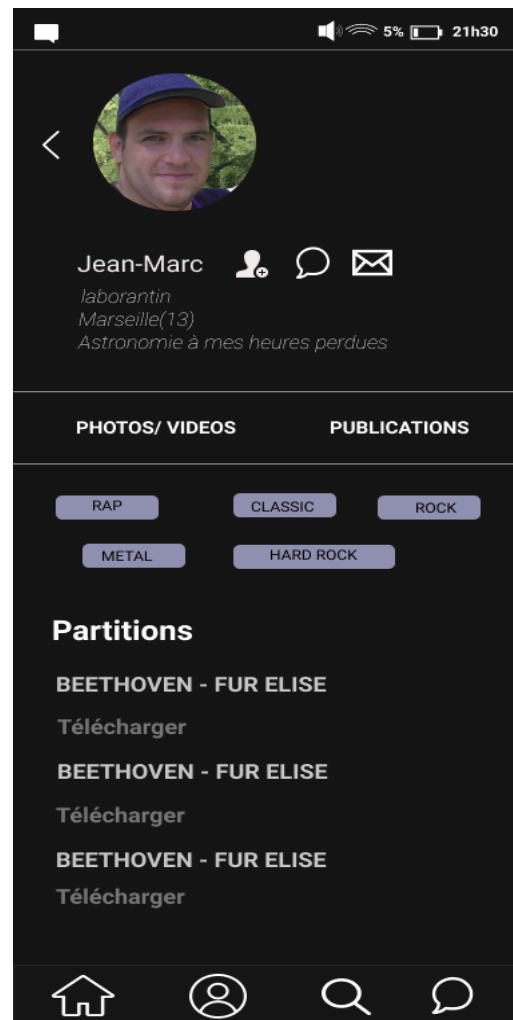 5% 21h30
Jean-Marc
laborantin
Marseille(13)
Astronomie à mes heures perdues
PHOTOS/ VIDEOS PUBLICATIONS
RAP CLASSIC ROCK
METAL HARD ROCK
Partitions
BEETHOVEN - FUR ELISE
Télécharger
BEETHOVEN - FUR ELISE
Télécharger
BEETHOVEN - FUR ELISE
Télécharger